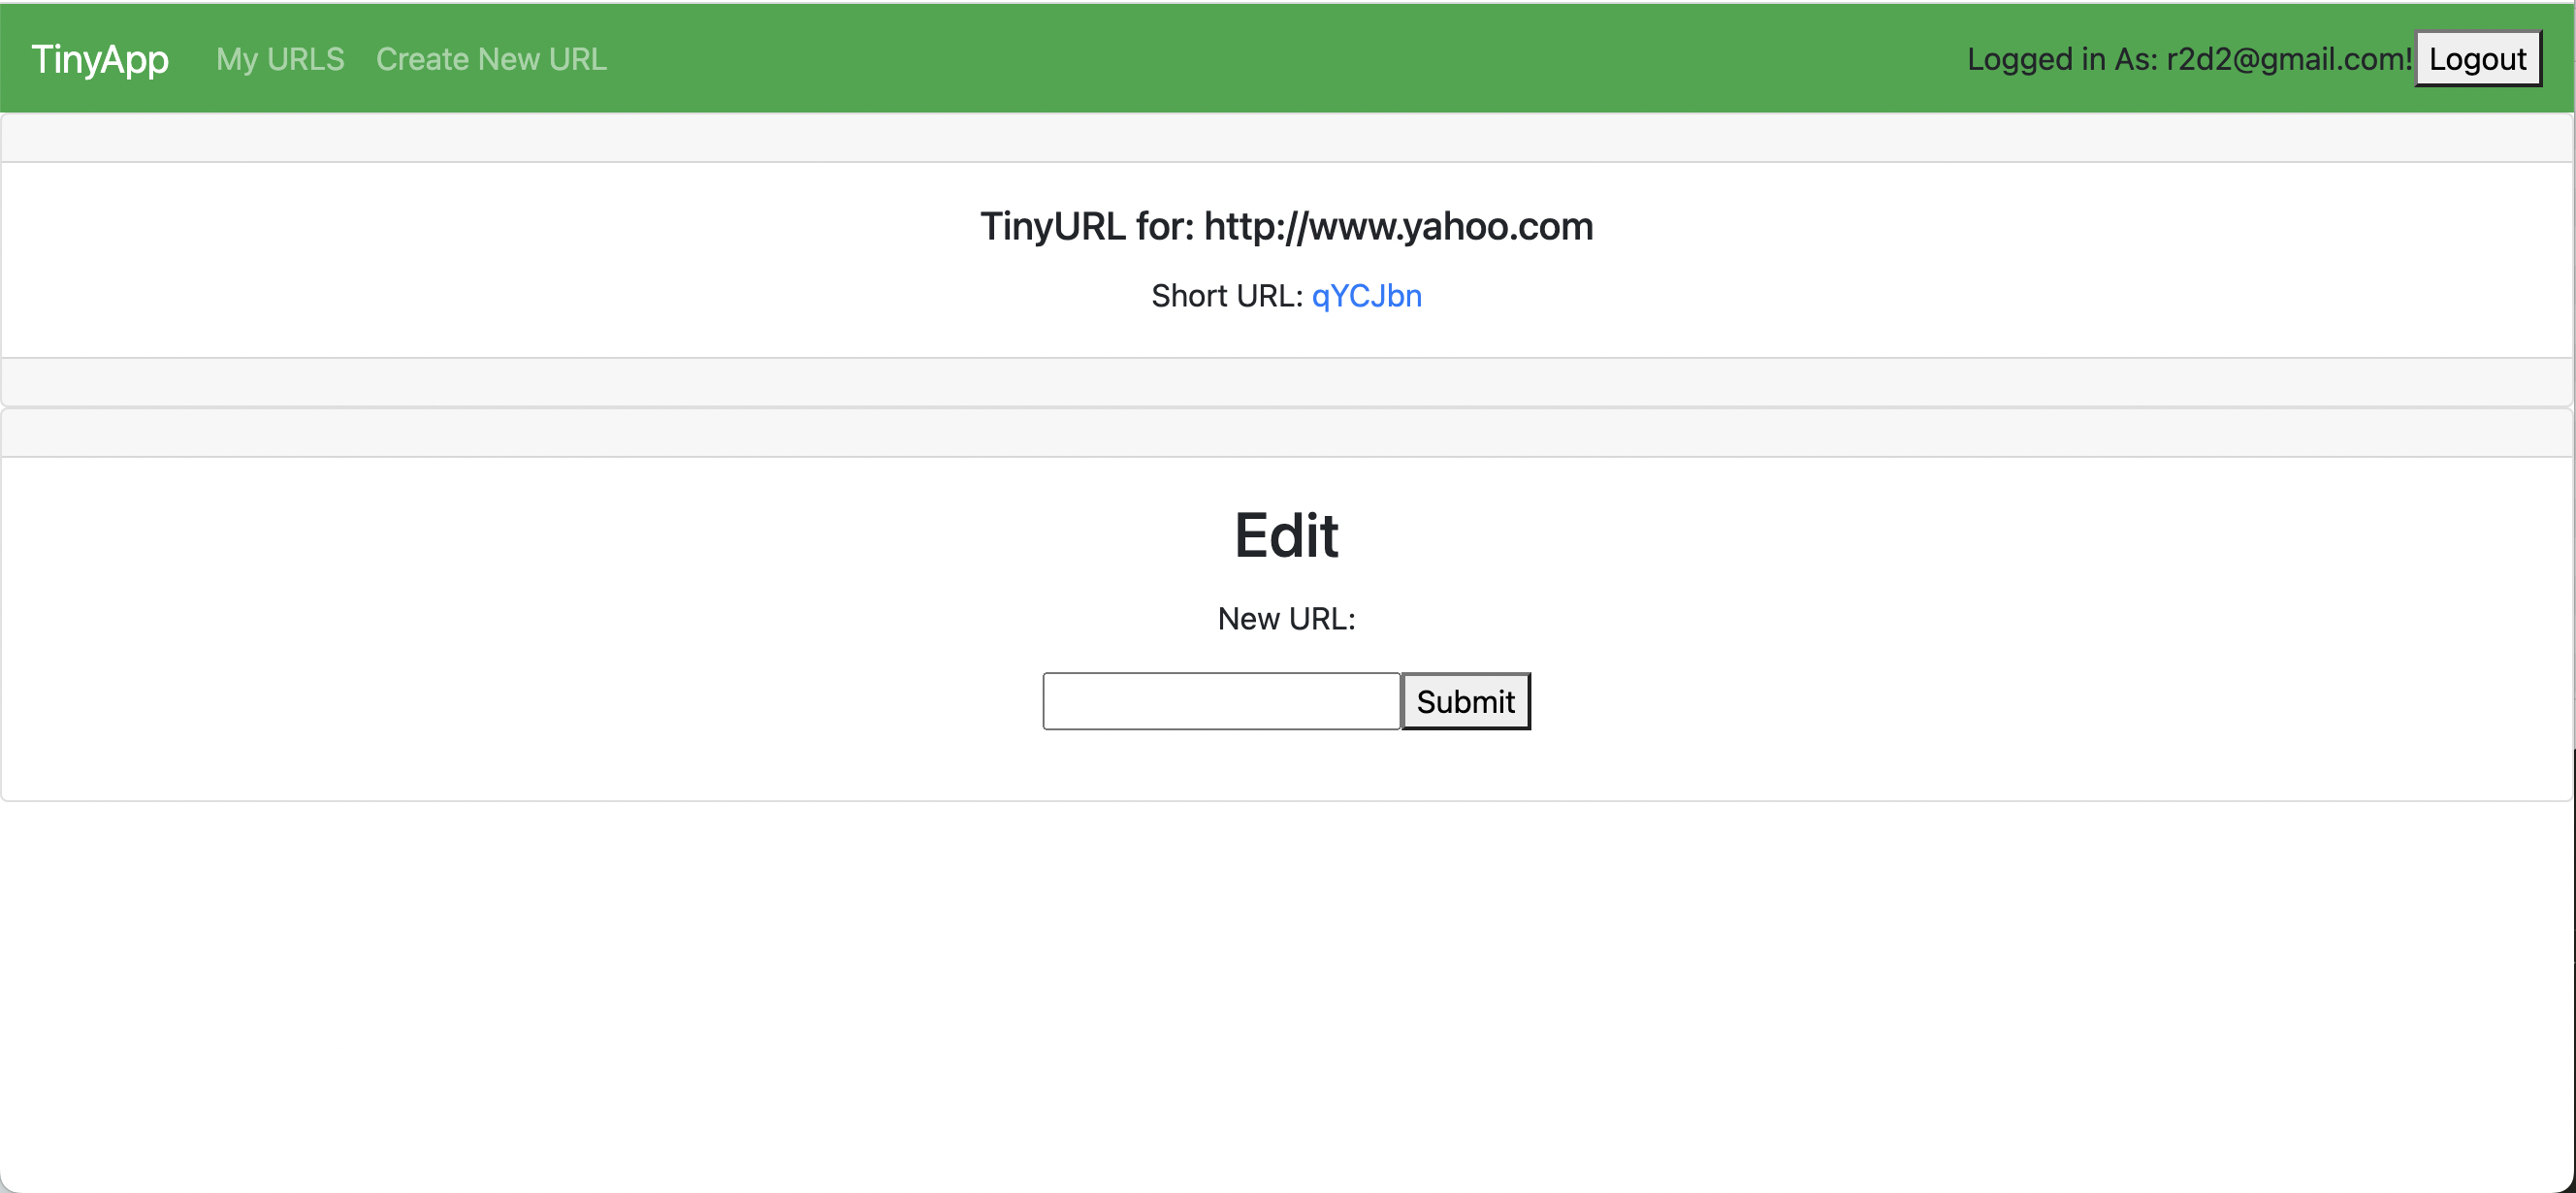 TinyApp My URLS Create New URL Logged in As: r2d2@gmail.com! Logout
TinyURL for: http://www.yahoo.com
Short URL: qYCJbn
Edit
New URL:
Submit